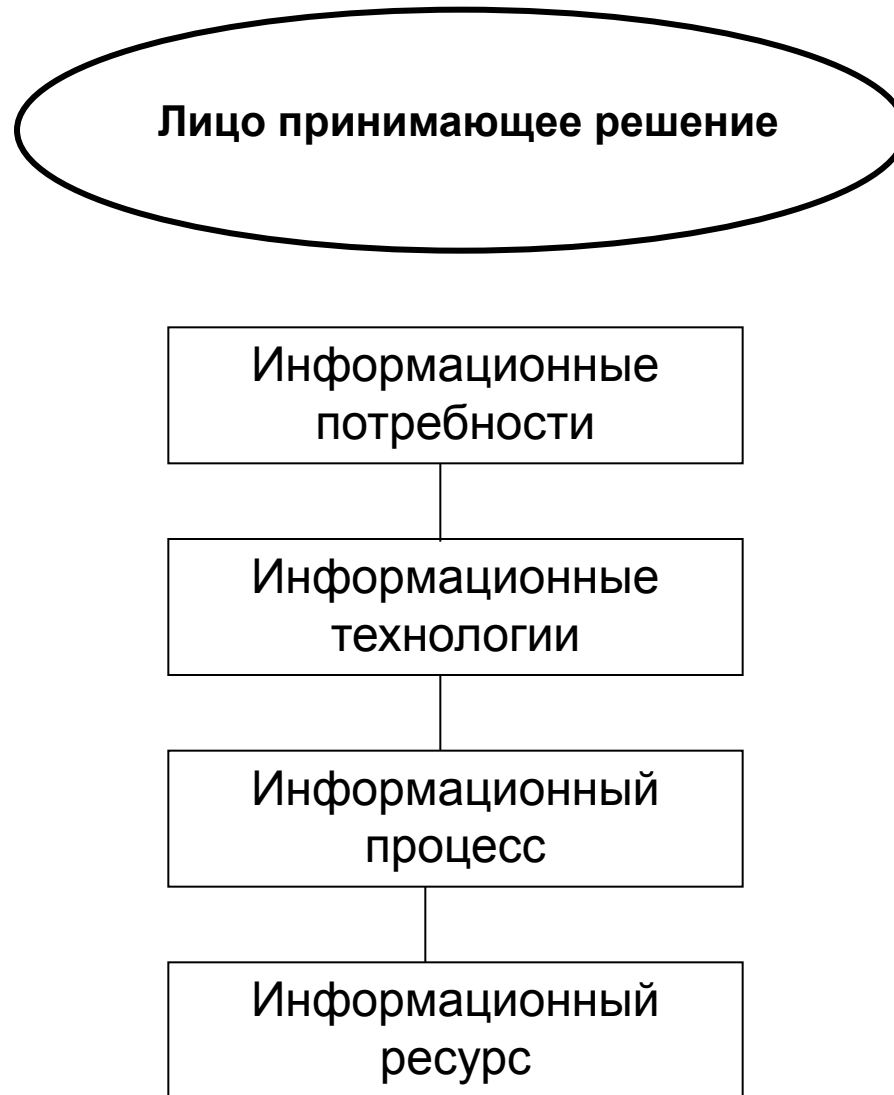 Лицо принимающее решение
Информационные
потребности
Информационные
технологии
Информационный
процесс
Информационный
ресурс